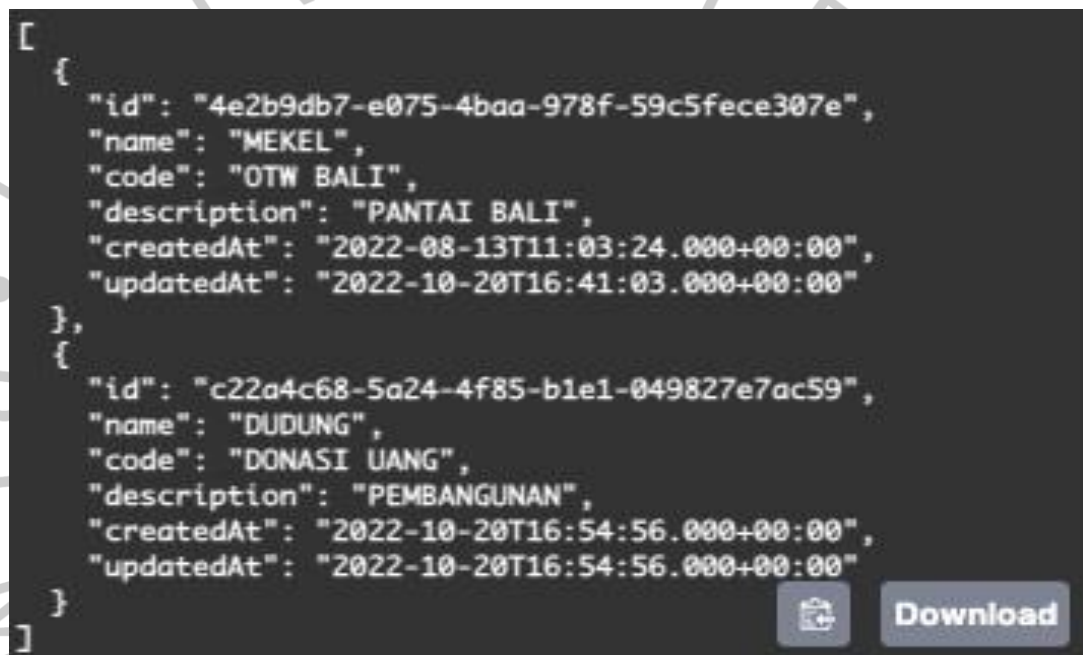 [
{
"id": "4e2b9db7-e075-4baa-978f-59c5fece307e",
"name": "MEKEL",
"code": "OTW BALI",
"description": "PANTAI BALI",
"createdAt": "2022-08-13T11:03:24.000+00:00",
"updatedAt": "2022-10-20T16:41:03.000+00:00"
},
{
"id": "c22a4c68-5a24-4f85-b1e1-049827e7ac59",
"name": "DUDUNG",
"code": "DONASI UANG",
"description": "PEMBANGUNAN",
"createdAt": "2022-10-20T16:54:56.000+00:00",
"updatedAt": "2022-10-20T16:54:56.000+00:00"
}
]
Download